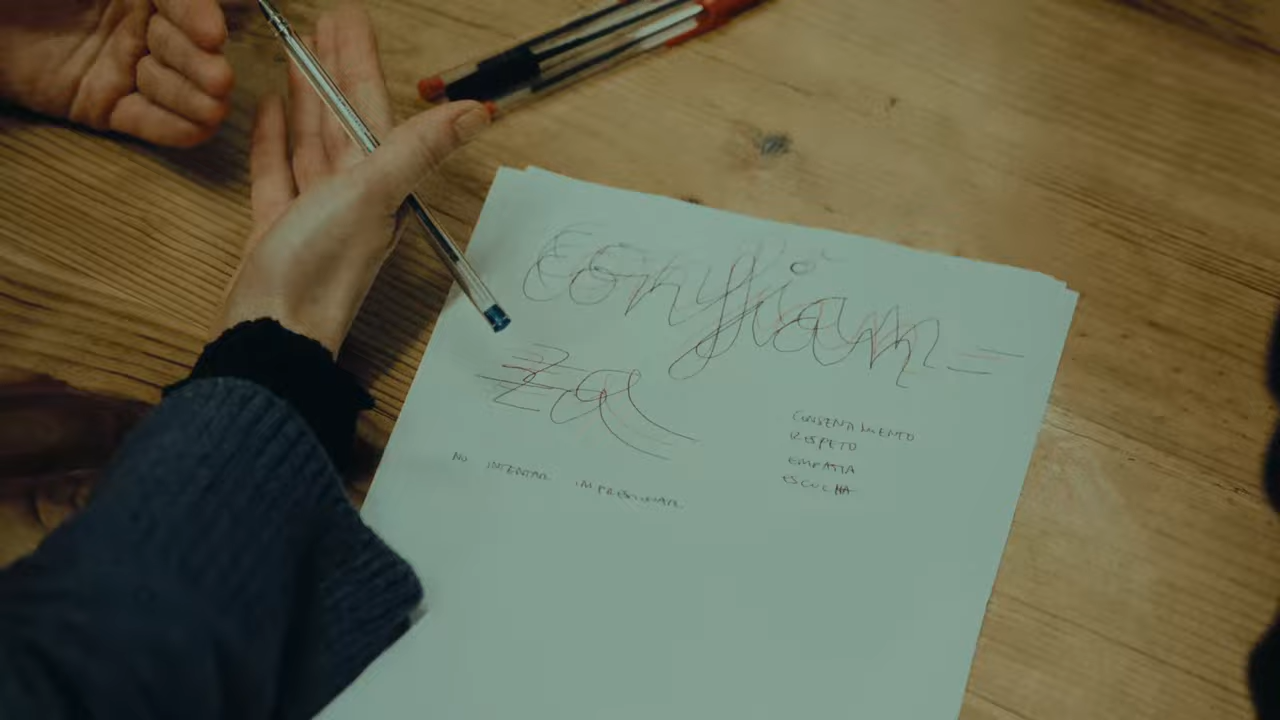 confian=
za
CONSENTIMIENTO
RESPETO
EMPATIA
ESCUCHA
NO INTENTAR IMPRESIONAR